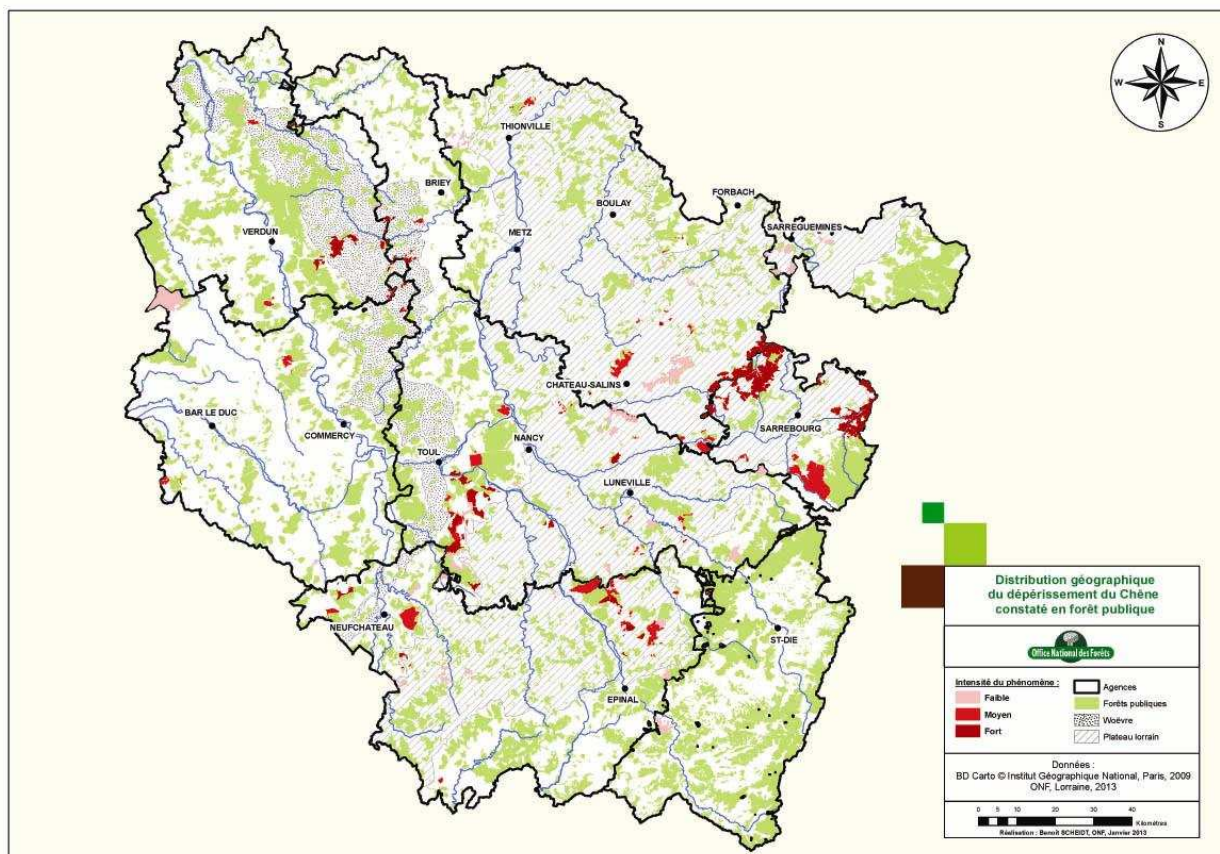 N
W
E
S
THIONVILLE
BRIEY
FORBACH
BOULAY
SARREGUEMINES
VERDUN
METZ
CHATEAU-SALINS
BAR LE DUC
SARREBOURG
COMMERCY
NANCY
TOUL
LUNEVILLE
NEUFCHATEAU
ST-DIE
EPINAL
Distribution géographique
du dépérissement du Chêne
constaté en forêt publique
Office National des Forêts
Intensité du phénomène :
Faible
Moyen
Fort
Agences
Forêts publiques
Woëvre
Plateau lorrain
Données :
BD Carto © Institut Géographique National, Paris, 2009
ONF, Lorraine, 2013
0 5 10 20 30 40
Kilomètres
Réalisation : Benoit SCHEIDT, ONF, Janvier 2013